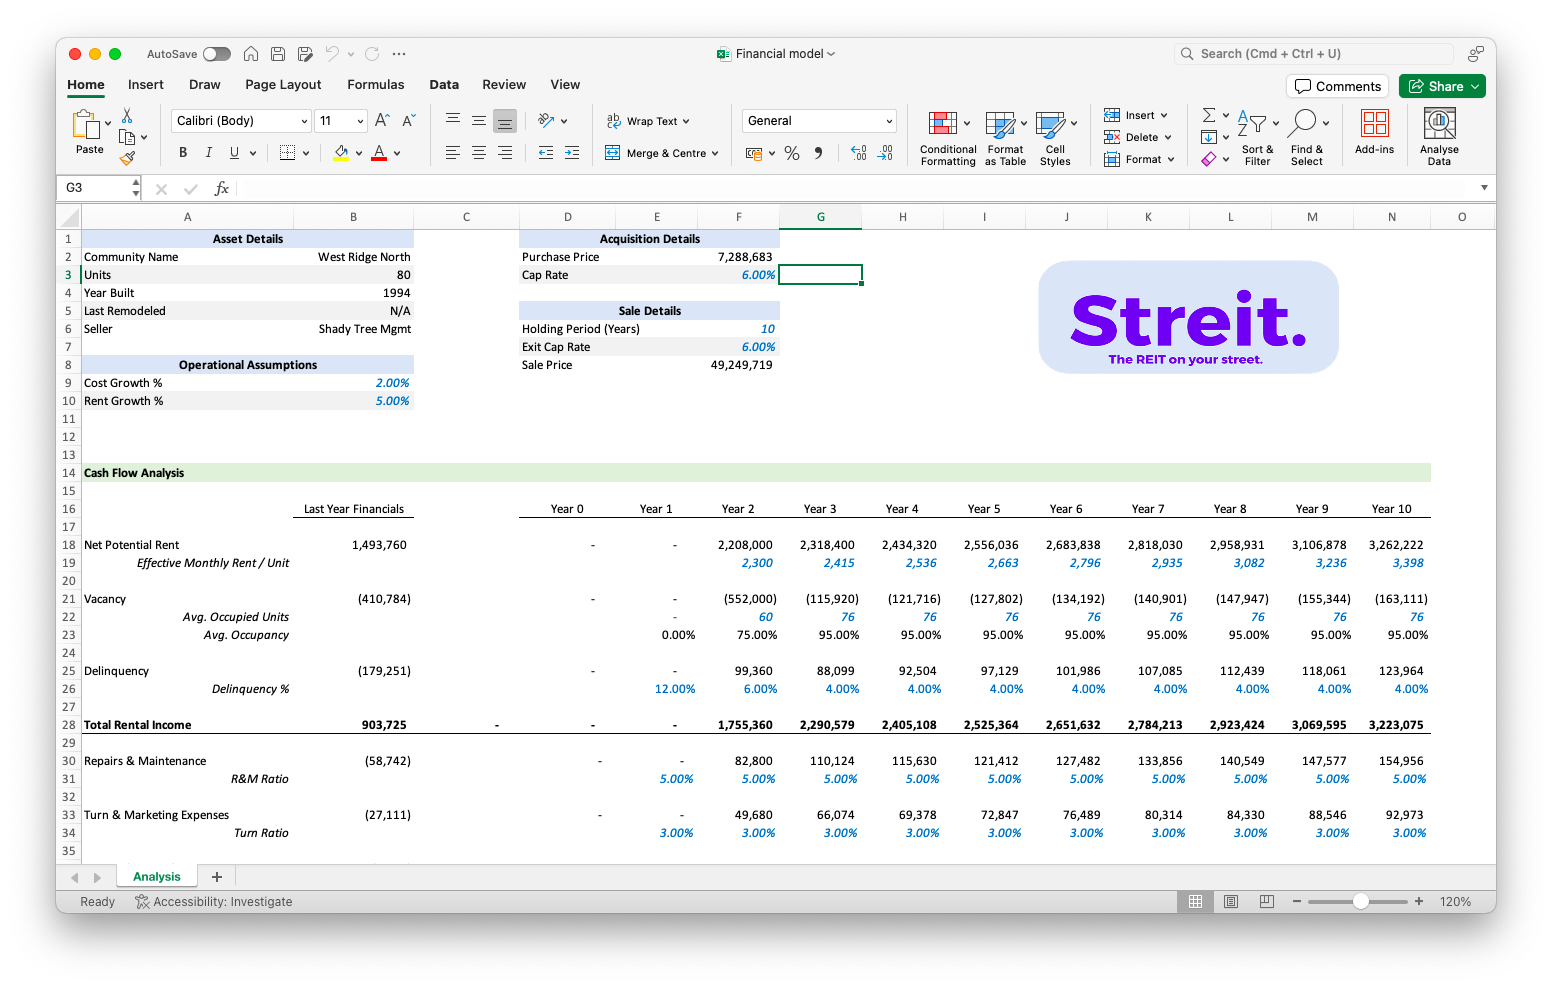 AutoSave Financial model Search (Cmd + Ctrl + U)
Home Insert Draw Page Layout Formulas Data Review View Comments Share
Paste Calibri (Body) 11 A A Wrap Text General Conditional Formatting Format as Table Cell Styles Insert Sort & Filter Find & Select Add-ins Analyse Data
B I U A Merge & Centre % Delete
Format
G3 fx
A B C D E F G H I J K L M N O
1 Asset Details Acquisition Details
2 Community Name West Ridge North Purchase Price 7,288,683
3 Units 80 Cap Rate 6.00%
4 Year Built 1994
5 Last Remodeled N/A Sale Details
6 Seller Shady Tree Mgmt Holding Period (Years) 10
7 Exit Cap Rate 6.00%
8 Operational Assumptions Sale Price 49,249,719
9 Cost Growth % 2.00%
10 Rent Growth % 5.00%
Streit.
The REIT on your street.
11
12
13
14 Cash Flow Analysis
15
16 Last Year Financials Year 0 Year 1 Year 2 Year 3 Year 4 Year 5 Year 6 Year 7 Year 8 Year 9 Year 10
17
18 Net Potential Rent 1,493,760 - - 2,208,000 2,318,400 2,434,320 2,556,036 2,683,838 2,818,030 2,958,931 3,106,878 3,262,222
19 Effective Monthly Rent / Unit 2,300 2,415 2,536 2,663 2,796 2,935 3,082 3,236 3,398
20
21 Vacancy (410,784) - - (552,000) (115,920) (121,716) (127,802) (134,192) (140,901) (147,947) (155,344) (163,111)
22 Avg. Occupied Units - 60 76 76 76 76 76 76 76 76
23 Avg. Occupancy 0.00% 75.00% 95.00% 95.00% 95.00% 95.00% 95.00% 95.00% 95.00% 95.00%
24
25 Delinquency (179,251) - - 99,360 88,099 92,504 97,129 101,986 107,085 112,439 118,061 123,964
26 Delinquency % 12.00% 6.00% 4.00% 4.00% 4.00% 4.00% 4.00% 4.00% 4.00% 4.00%
27
28 Total Rental Income 903,725 - - - 1,755,360 2,290,579 2,405,108 2,525,364 2,651,632 2,784,213 2,923,424 3,069,595 3,223,075
29
30 Repairs & Maintenance (58,742) - - 82,800 110,124 115,630 121,412 127,482 133,856 140,549 147,577 154,956
31 R&M Ratio 5.00% 5.00% 5.00% 5.00% 5.00% 5.00% 5.00% 5.00% 5.00% 5.00%
32
33 Turn & Marketing Expenses (27,111) - - 49,680 66,074 69,378 72,847 76,489 80,314 84,330 88,546 92,973
34 Turn Ratio 3.00% 3.00% 3.00% 3.00% 3.00% 3.00% 3.00% 3.00% 3.00% 3.00%
35
Analysis +
Ready Accessibility: Investigate 120%